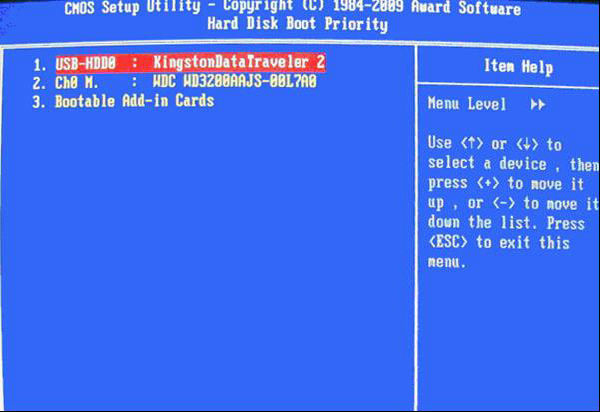 CMOS Setup Utility - Copyright (C) 1984-2009 Award Software
Hard Disk Boot Priority
1. USB-HDD0 : KingstonDataTraveler 2
2. Ch0 M. : WDC WD3200AAJS-00L7A0
3. Bootable Add-in Cards
Item Help
Menu Level ▸▸
Use <↑> or <↓> to
select a device , then
press <+> to move it
up , or <-> to move it
down the list. Press
<ESC> to exit this
menu.